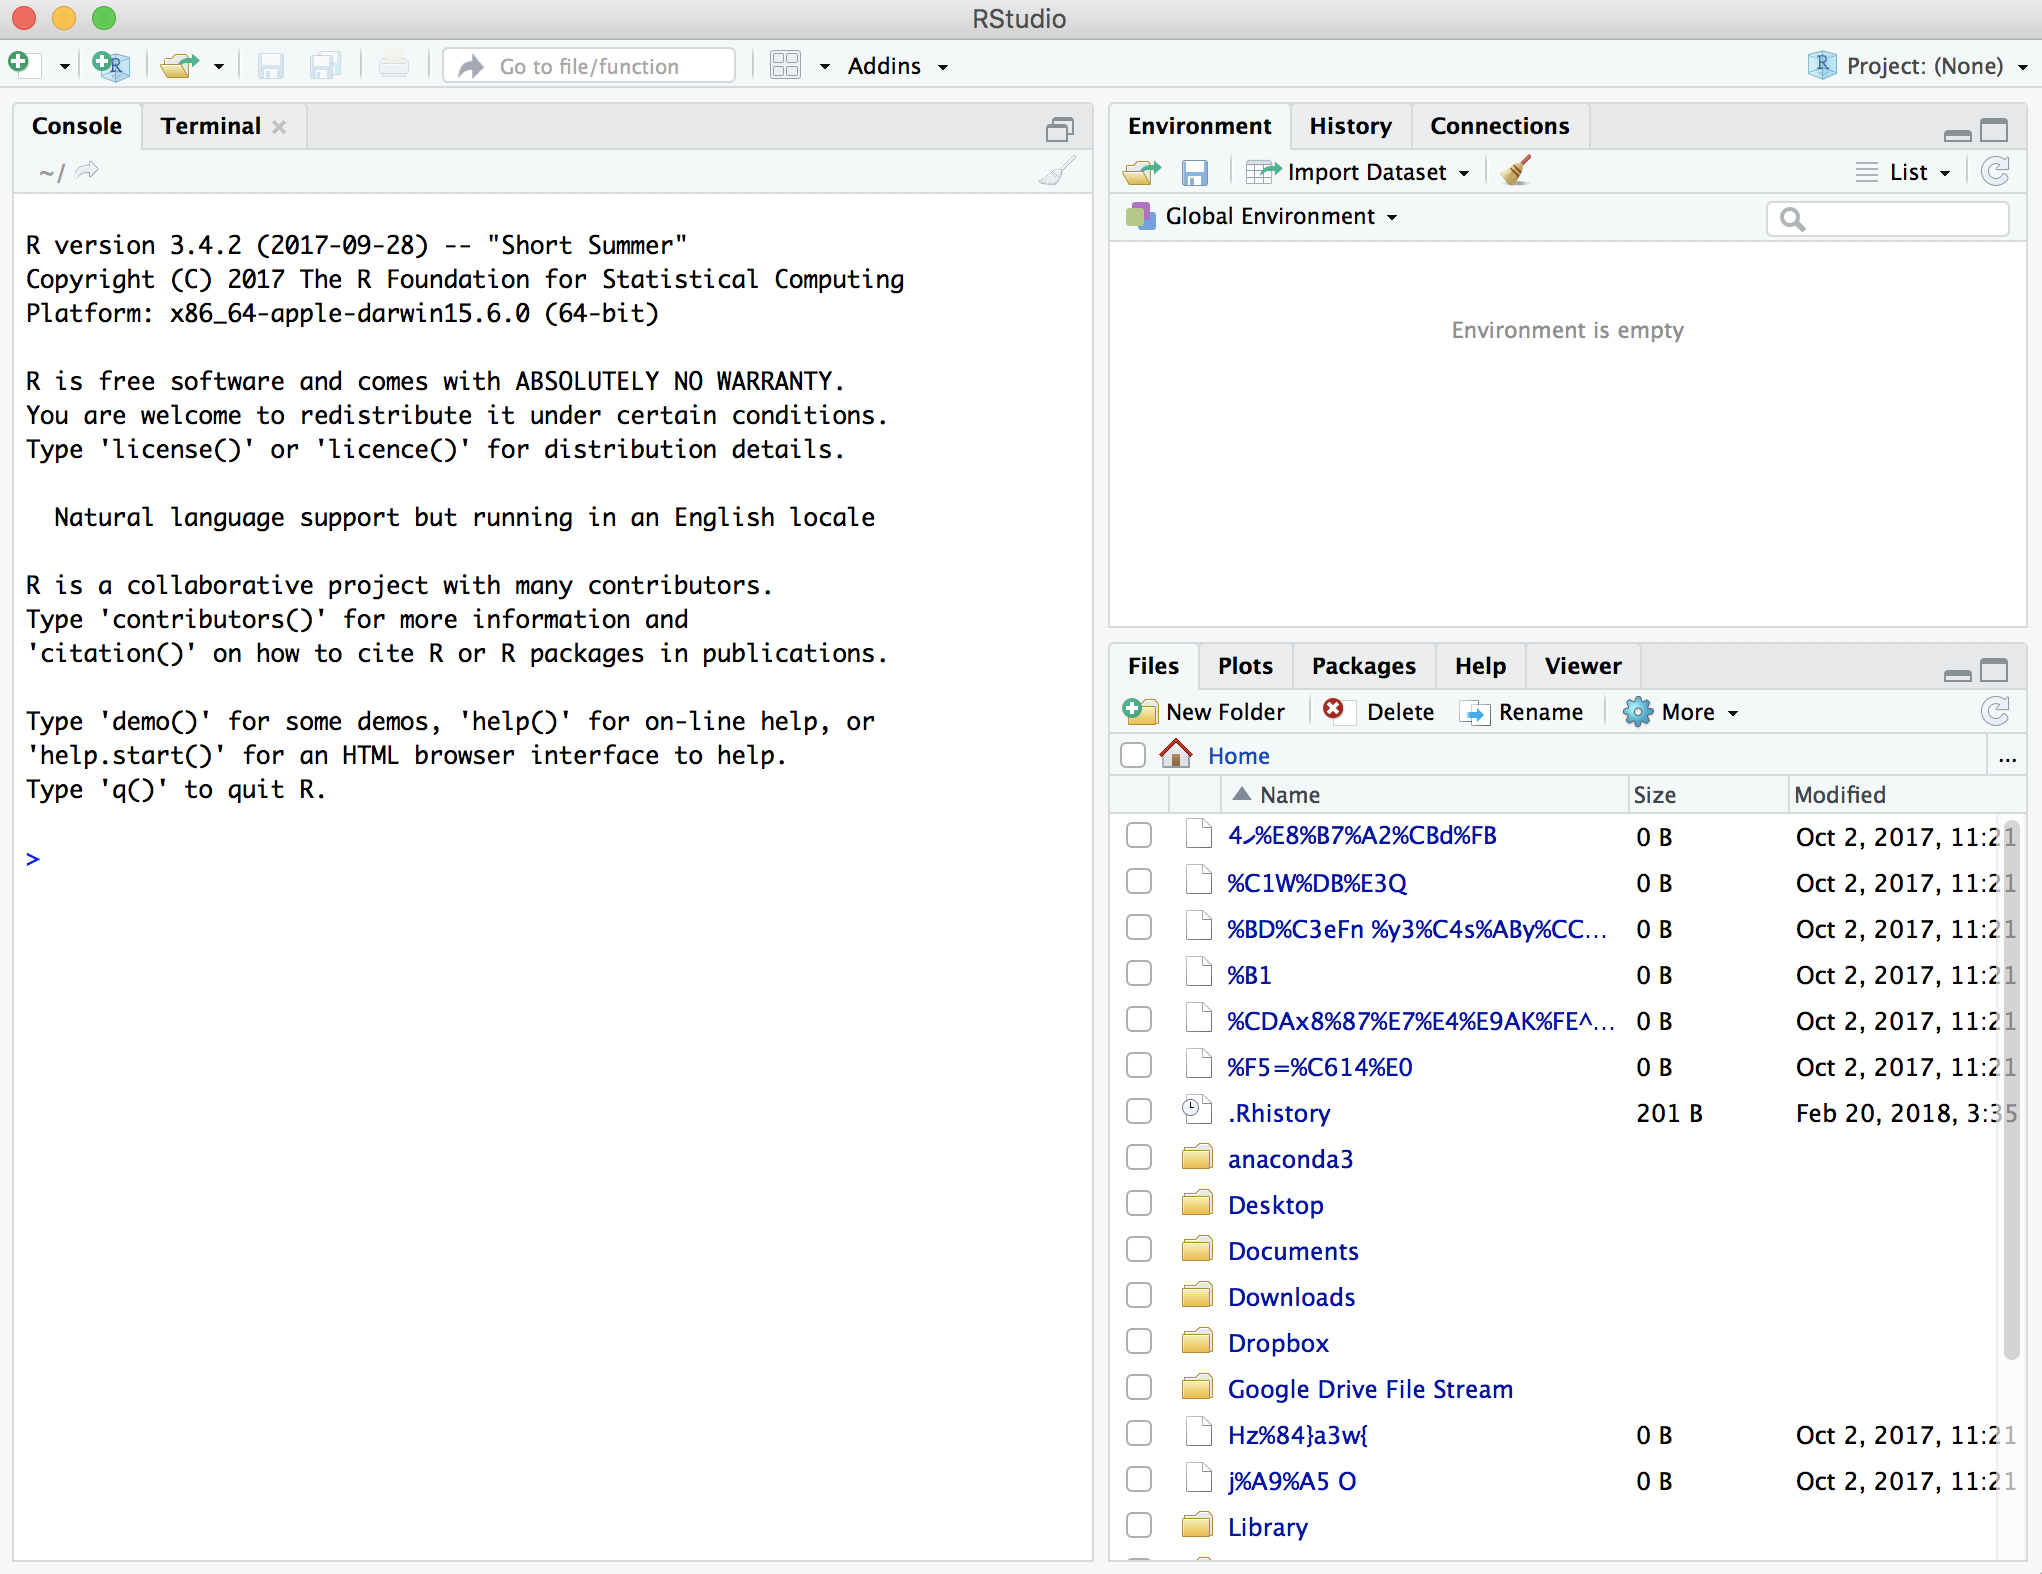 RStudio
Go to file/function
Addins
Project: (None)
Console
Terminal
~/
R version 3.4.2 (2017-09-28) -- "Short Summer"
Copyright (C) 2017 The R Foundation for Statistical Computing
Platform: x86_64-apple-darwin15.6.0 (64-bit)
R is free software and comes with ABSOLUTELY NO WARRANTY.
You are welcome to redistribute it under certain conditions.
Type 'license()' or 'licence()' for distribution details.
Natural language support but running in an English locale
R is a collaborative project with many contributors.
Type 'contributors()' for more information and
'citation()' on how to cite R or R packages in publications.
Type 'demo()' for some demos, 'help()' for on-line help, or
'help.start()' for an HTML browser interface to help.
Type 'q()' to quit R.
>
Environment
History
Connections
Import Dataset
List
Global Environment
Environment is empty
Files
Plots
Packages
Help
Viewer
New Folder
Delete
Rename
More
Home
...
Name Size Modified
0 B Oct 2, 2017, 11:21
%C1W%DB%E3Q 0 B Oct 2, 2017, 11:21
%BD%C3eFn %y3%C4s%ABy%CC... 0 B Oct 2, 2017, 11:21
%B1 0 B Oct 2, 2017, 11:21
%CDAx8%87%E7%E4%E9AK%FE^... 0 B Oct 2, 2017, 11:21
%F5=%C614%E0 0 B Oct 2, 2017, 11:21
.Rhistory 201 B Feb 20, 2018, 3:35
anaconda3
Desktop
Documents
Downloads
Dropbox
Google Drive File Stream
Hz%84}a3w{ 0 B Oct 2, 2017, 11:21
j%A9%A5 O 0 B Oct 2, 2017, 11:21
Library